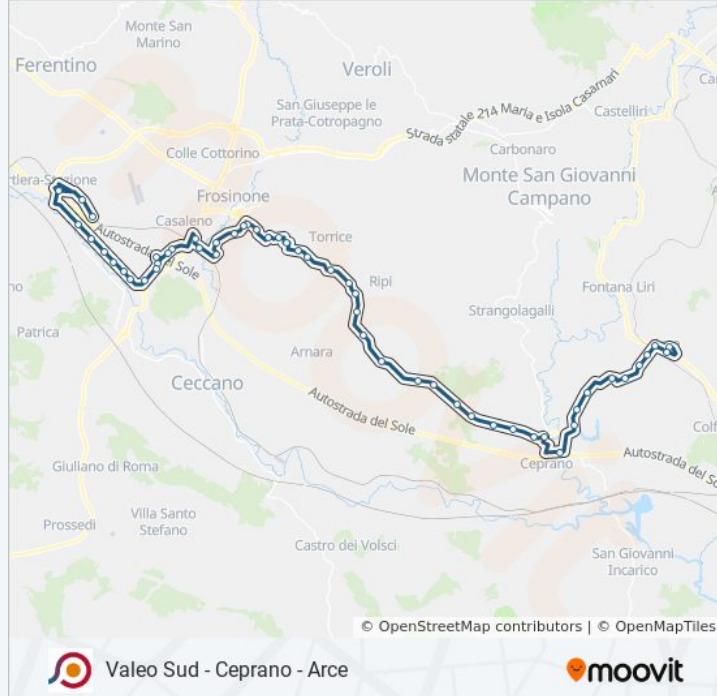 Monte San
Marino
Ferentino
Veroli
San Giuseppe le
Prata-Cotropagno
Castelliri
Strada Statale 214 Maria e Isola Casamari
Carbonaro
Colle Cottorino
Monte San Giovanni
Campano
rtiera-Stazione
Frosinone
Casaleno
Autostrada del Sole
Torrice
Ripi
Fontana Liri
Strangolagalli
Patrica
Arnara
Ceccano
Autostrada del Sole
Colf
Giuliano di Roma
Ceprano
Autostrada del So
Villa Santo
Stefano
Prossedi
Castro dei Volsci
San Giovanni
Incarico
© OpenStreetMap contributors | © OpenMapTiles
Valeo Sud - Ceprano - Arce
moovit